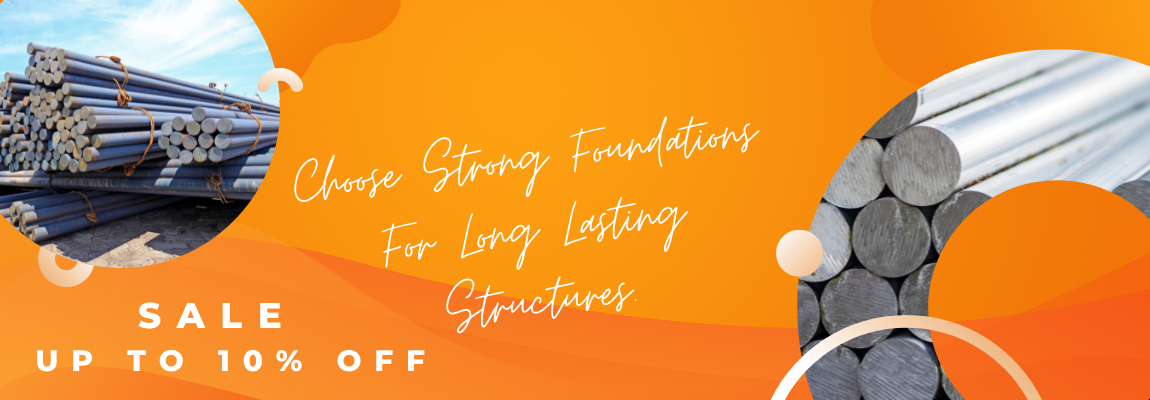 Choose Strong Foundations
For Long Lasting
Structures.
SALE
UP TO 10% OFF